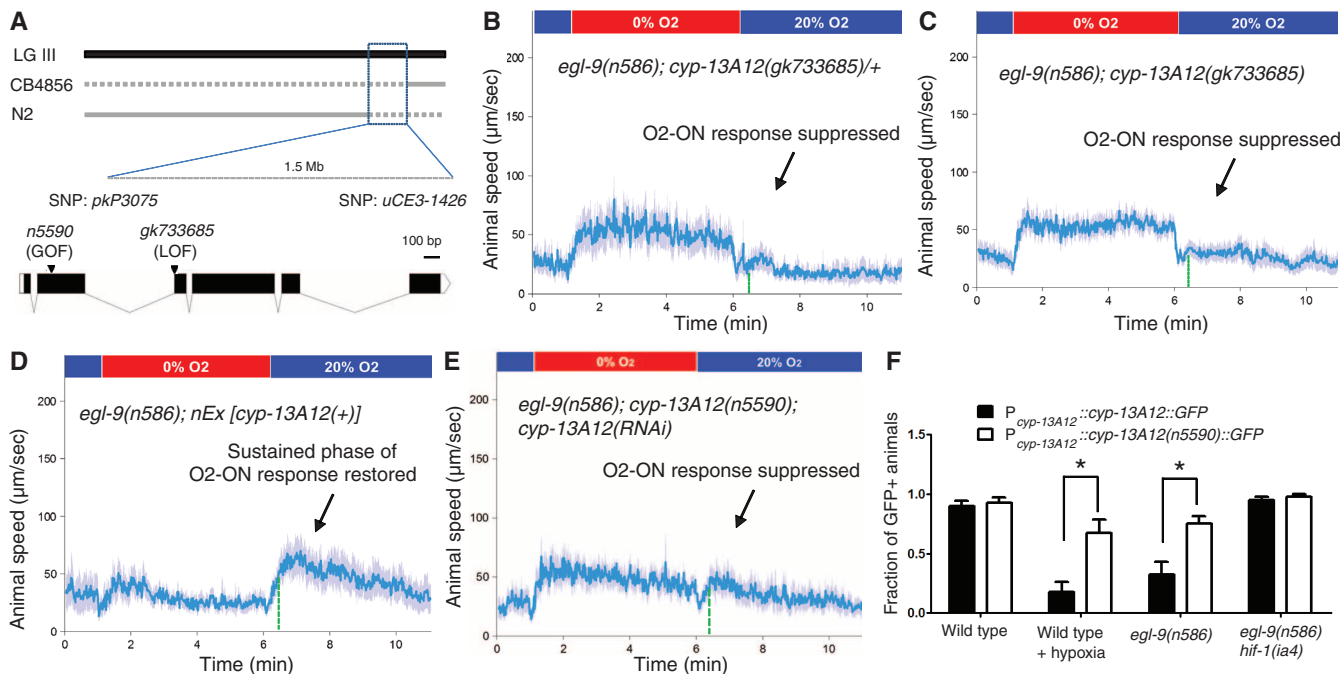 A
LG III
CB4856
N2
1.5 Mb
SNP: pkP3075
SNP: uCE3-1426
n5590
(GOF)
gk733685
(LOF)
100 bp
B
0% O2
20% O2
egl-9(n586); cyp-13A12(gk733685)/+
O2-ON response suppressed
Animal speed (μm/sec)
200
150
100
50
0
0 2 4 6 8 10
Time (min)
C
0% O2
20% O2
egl-9(n586); cyp-13A12(gk733685)
O2-ON response suppressed
Animal speed (μm/sec)
200
150
100
50
0
0 2 4 6 8 10
Time (min)
D
0% O2
20% O2
egl-9(n586); nEx [cyp-13A12(+)]
Sustained phase of
O2-ON response restored
Animal speed (μm/sec)
200
150
100
50
0
0 2 4 6 8 10
Time (min)
E
0% O2
20% O2
egl-9(n586); cyp-13A12(n5590);
cyp-13A12(RNAi)
O2-ON response suppressed
Animal speed (μm/sec)
200
150
100
50
0
0 2 4 6 8 10
Time (min)
F
P cyp-13A12::cyp-13A12::GFP
P cyp-13A12::cyp-13A12(n5590)::GFP
Fraction of GFP+ animals
1.5
1.0
0.5
0.0
* *
Wild type
Wild type
+ hypoxia
egl-9(n586)
egl-9(n586)
hif-1(ia4)